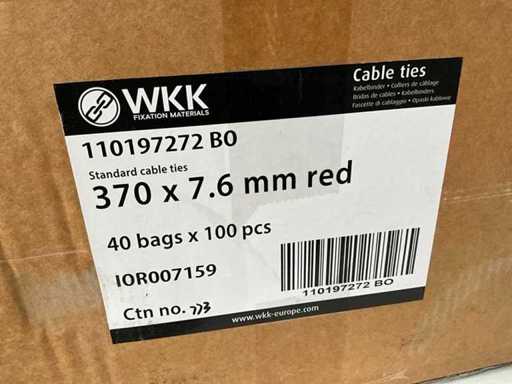 WKK
FIXATION MATERIALS
Cable ties
Kabelbinder • Colliers de câblage
Bridas de cables • Kabelbinders
Fascette di cablaggio • Opaski kablowe
110197272 BO
Standard cable ties
370 x 7.6 mm red
40 bags x 100 pcs
IOR007159
110197272 BO
Ctn no. 773
www.wkk-europe.com